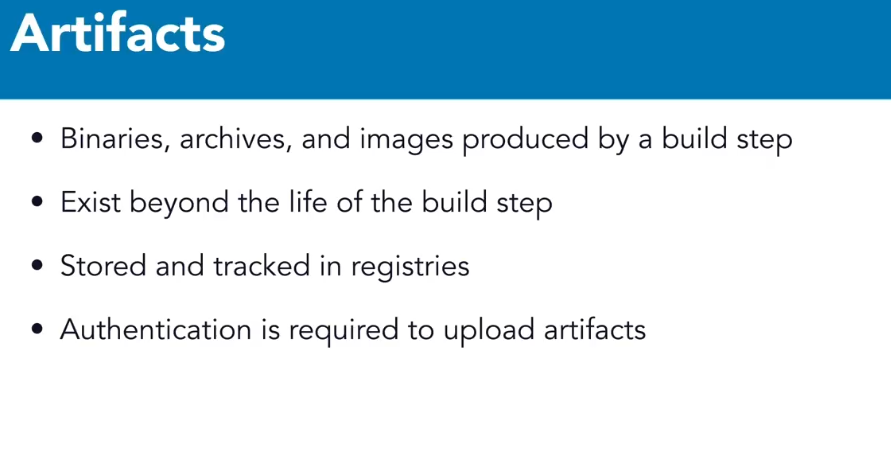 Artifacts
• Binaries, archives, and images produced by a build step
• Exist beyond the life of the build step
• Stored and tracked in registries
• Authentication is required to upload artifacts